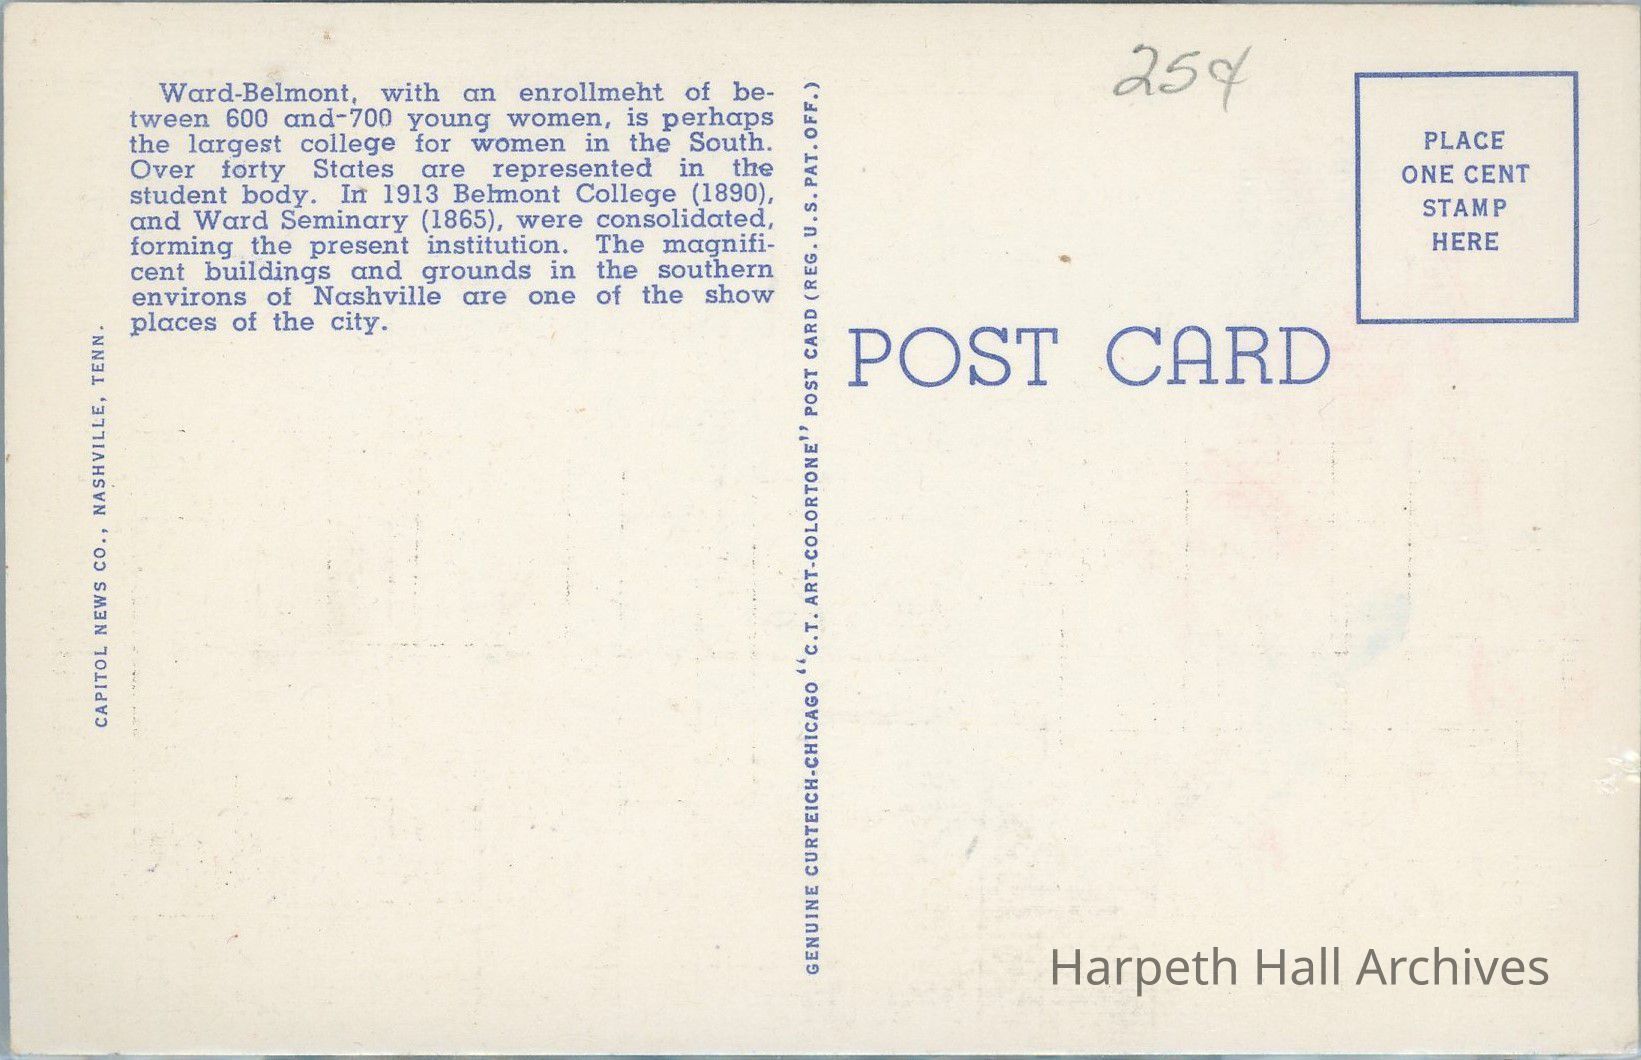 Ward-Belmont, with an enrollmeht of be-
tween 600 and-700 young women, is perhaps
the largest college for women in the South.
Over forty States are represented in the
student body. In 1913 Belmont College (1890),
and Ward Seminary (1865), were consolidated,
forming the present institution. The magnifi-
cent buildings and grounds in the southern
environs of Nashville are one of the show
places of the city.
CAPITOL NEWS CO., NASHVILLE, TENN.
GENUINE CURTEICH-CHICAGO "C.T. ART-COLORTONE" POST CARD (REG. U.S. PAT. OFF.)
25¢
PLACE
ONE CENT
STAMP
HERE
POST CARD
Harpeth Hall Archives